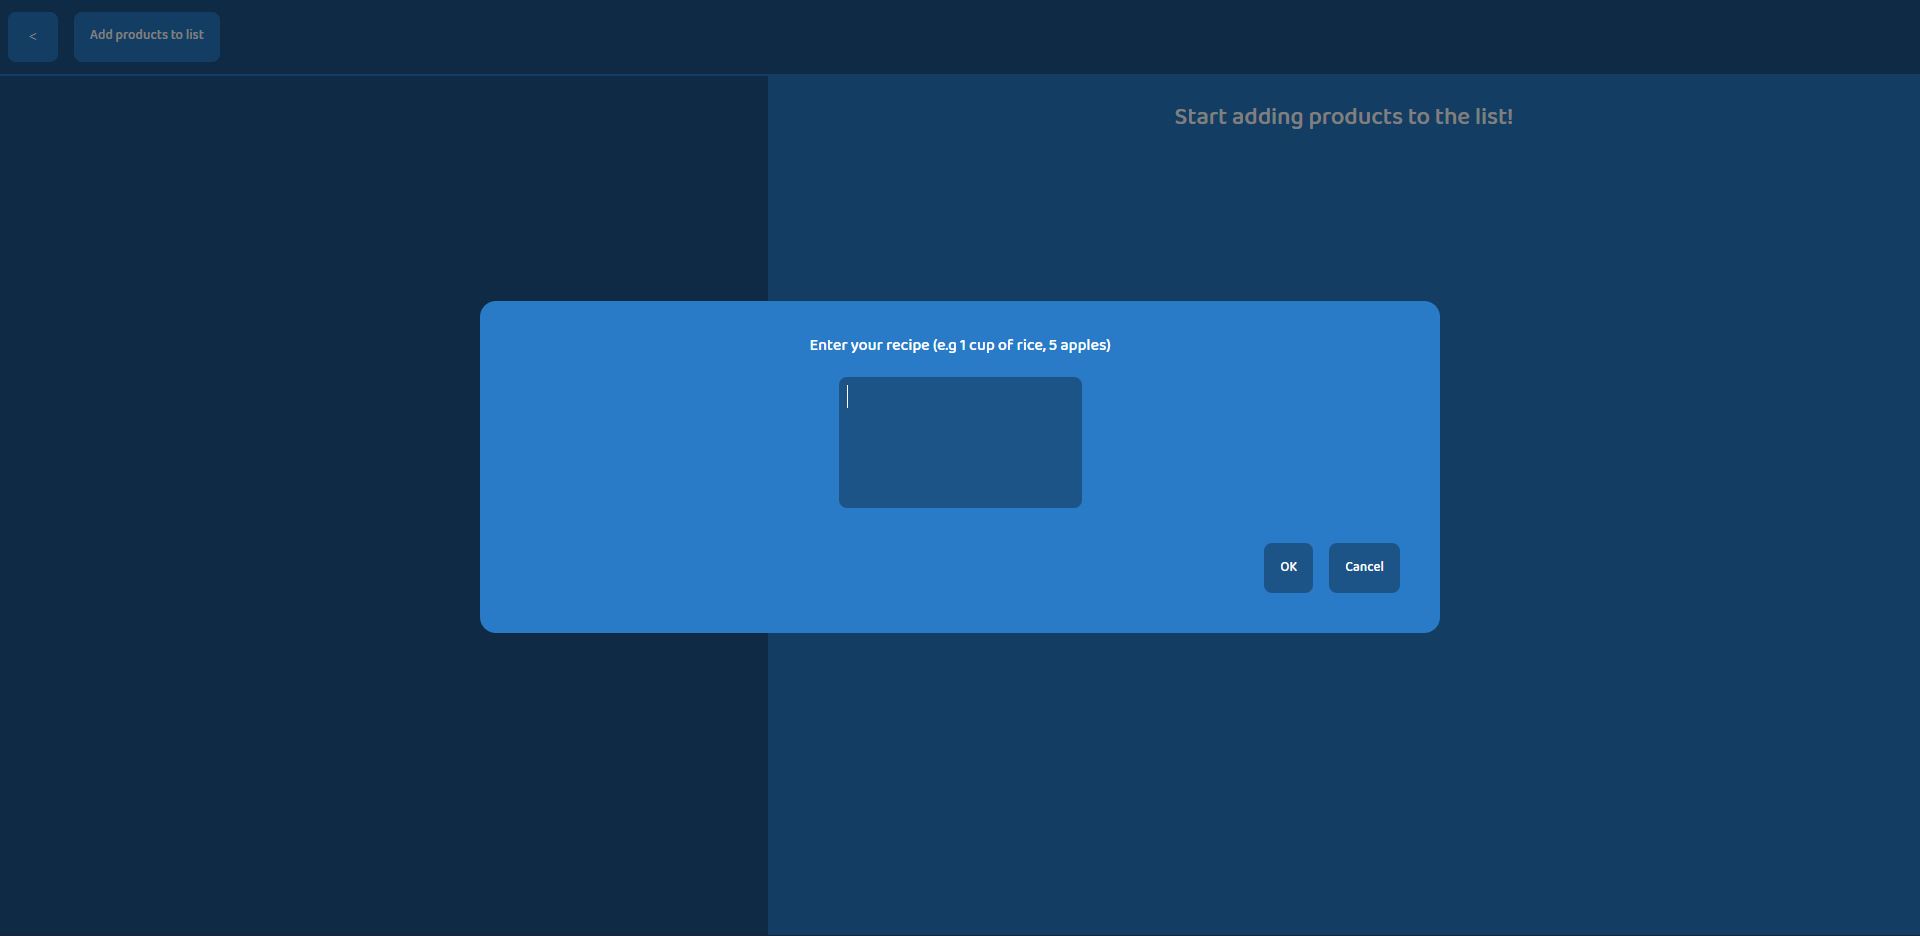 <
Add products to list
Start adding products to the list!
Enter your recipe (e.g 1 cup of rice, 5 apples)
OK
Cancel